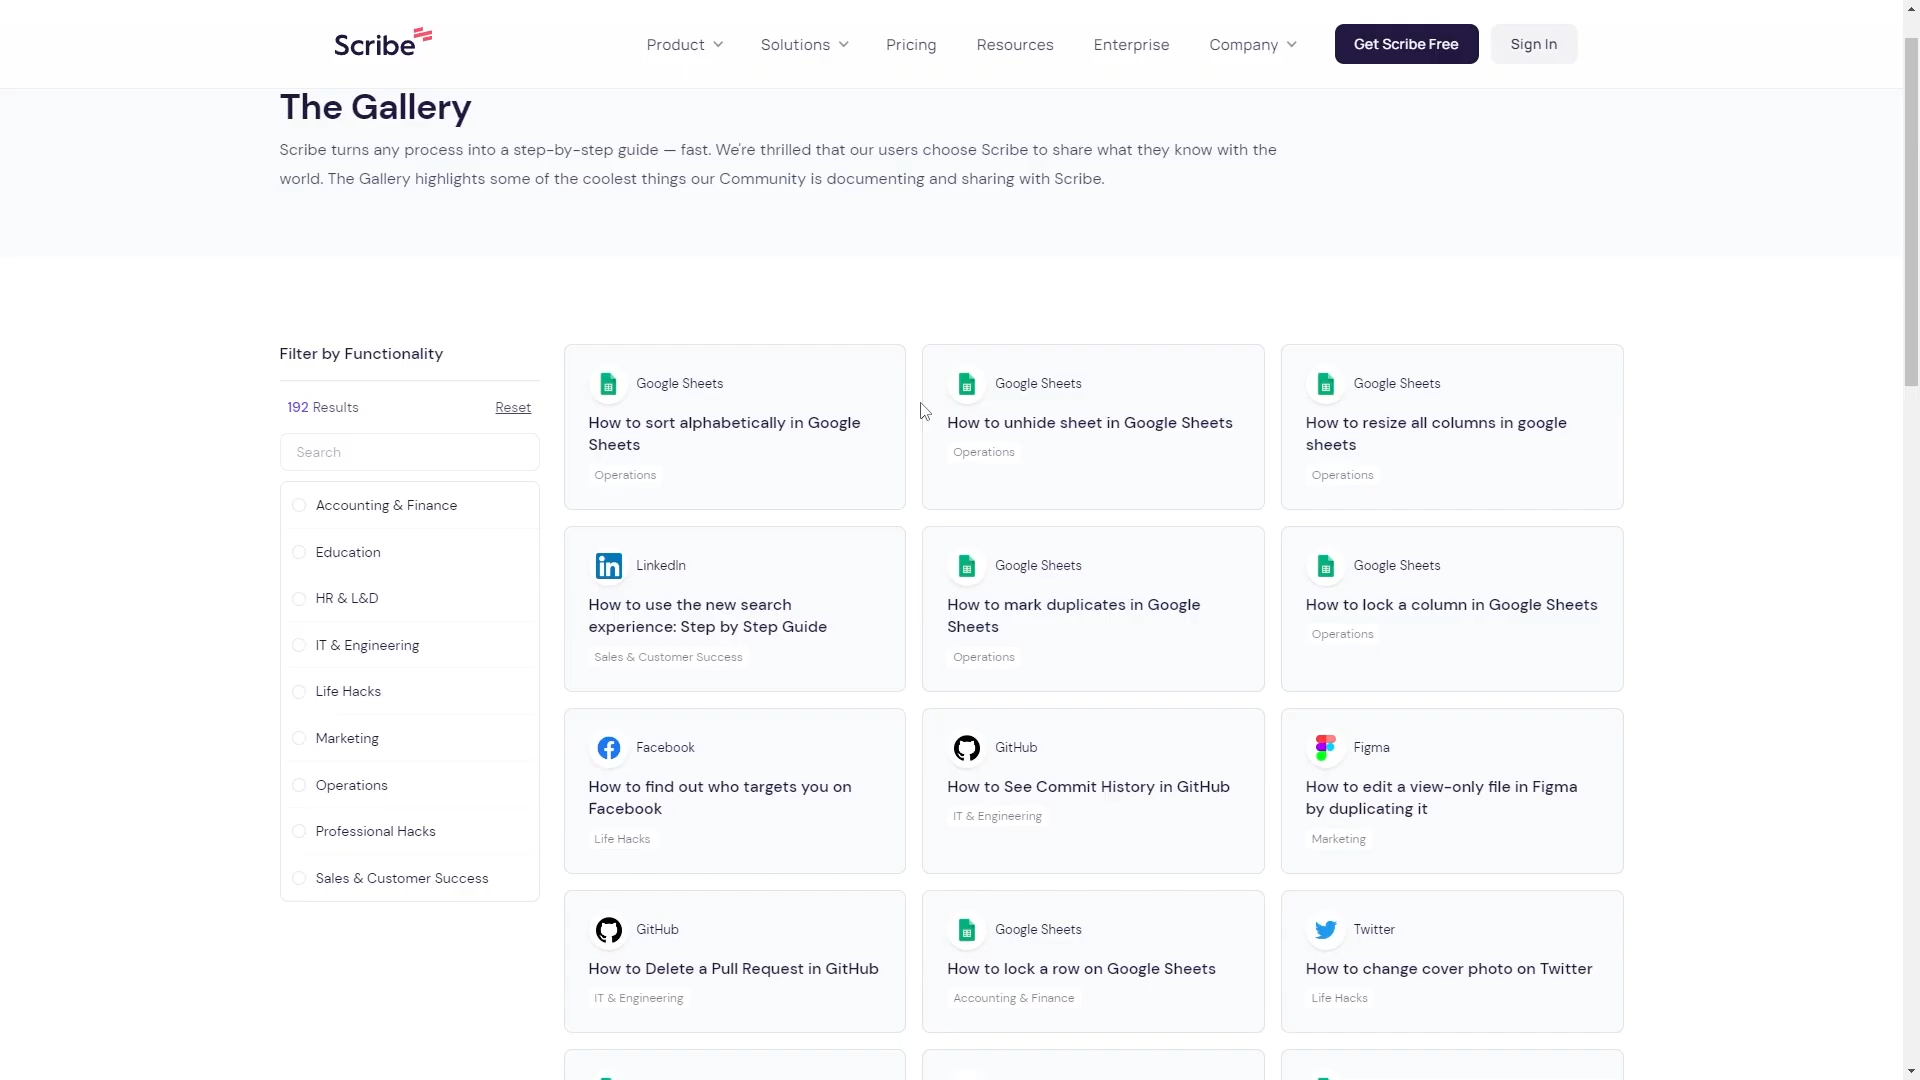 Scribe
Product
Solutions
Pricing
Resources
Enterprise
Company
Get Scribe Free
Sign In
The Gallery
Scribe turns any process into a step-by-step guide — fast. We're thrilled that our users choose Scribe to share what they know with the
world. The Gallery highlights some of the coolest things our Community is documenting and sharing with Scribe.
Filter by Functionality
192 Results
Reset
Search
Accounting & Finance
Education
HR & L&D
IT & Engineering
Life Hacks
Marketing
Operations
Professional Hacks
Sales & Customer Success
Google Sheets
How to sort alphabetically in Google
Sheets
Operations
Google Sheets
How to unhide sheet in Google Sheets
Operations
Google Sheets
How to resize all columns in google
sheets
Operations
in
LinkedIn
How to use the new search
experience: Step by Step Guide
Sales & Customer Success
Google Sheets
How to mark duplicates in Google
Sheets
Operations
Google Sheets
How to lock a column in Google Sheets
Operations
Facebook
How to find out who targets you on
Facebook
Life Hacks
GitHub
How to See Commit History in GitHub
IT & Engineering
Figma
How to edit a view-only file in Figma
by duplicating it
Marketing
GitHub
How to Delete a Pull Request in GitHub
IT & Engineering
Google Sheets
How to lock a row on Google Sheets
Accounting & Finance
Twitter
How to change cover photo on Twitter
Life Hacks